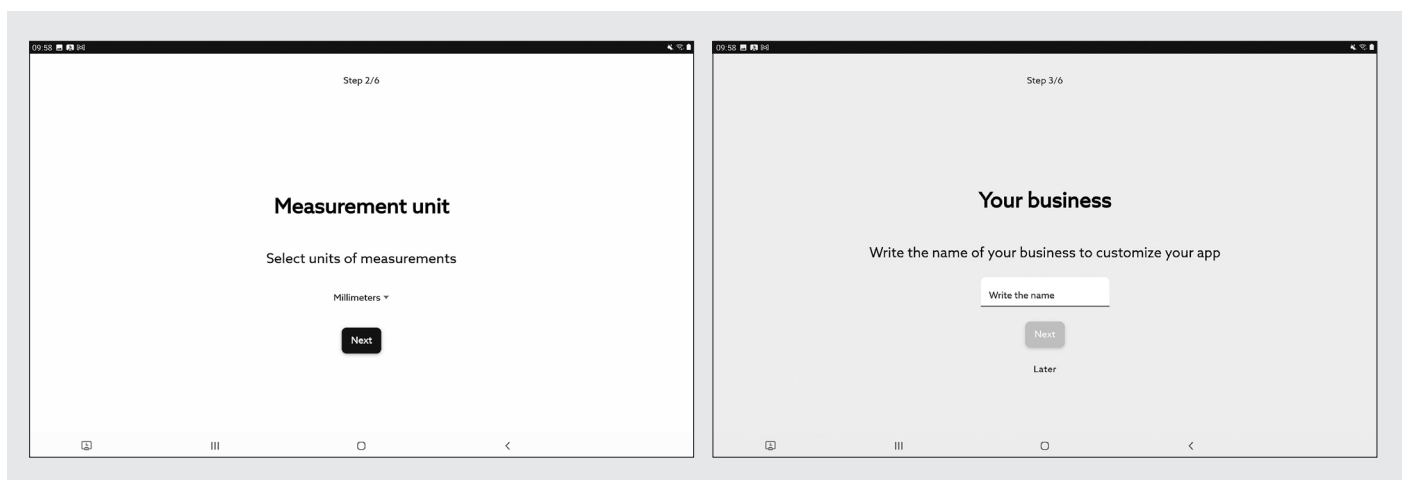 09:58
Step 2/6
Measurement unit
Select units of measurements
Millimeters
Next
09:58
Step 3/6
Your business
Write the name of your business to customize your app
Write the name
Next
Later